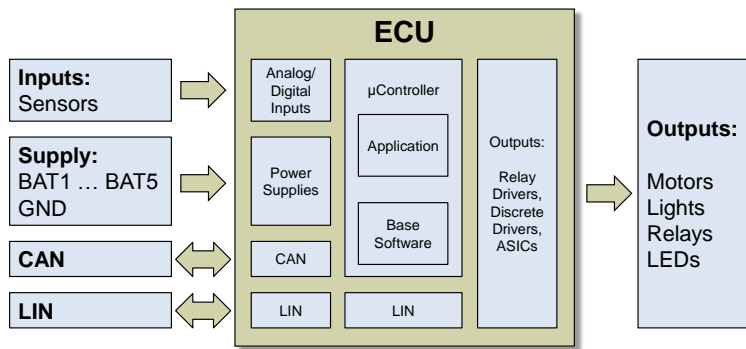 ECU
Inputs:
Sensors
Supply:
BAT1 … BAT5
GND
CAN
LIN
Analog/
Digital
Inputs
Power
Supplies
CAN
LIN
µController
Application
Base
Software
LIN
Outputs:
Relay
Drivers,
Discrete
Drivers,
ASICs
Outputs:
Motors
Lights
Relays
LEDs